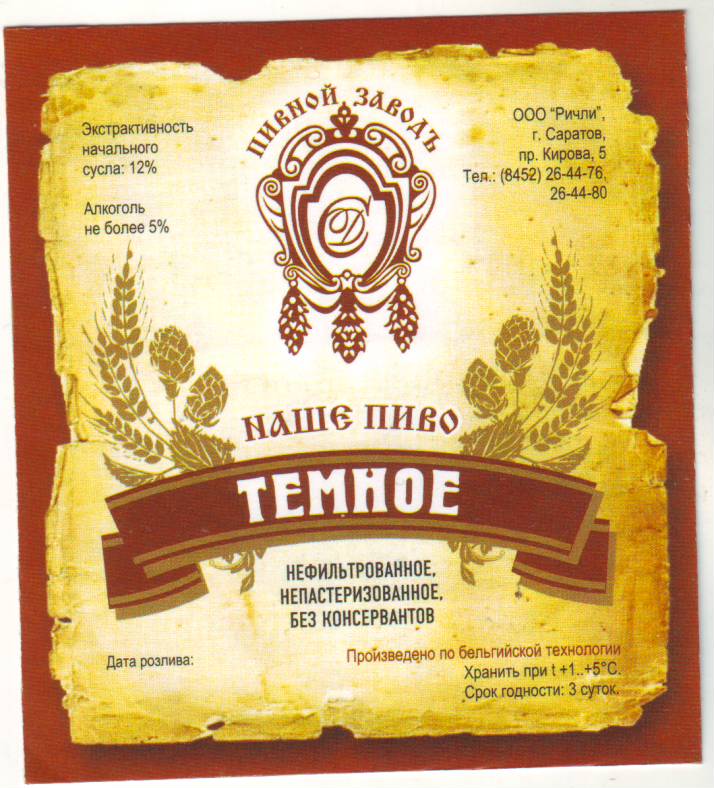 ПИВНОЙ ЗАВОДЪ
Экстрактивность
начального
сусла: 12%
Алкоголь
не более 5%
ООО “Ричли”,
г. Саратов,
пр. Кирова, 5
Тел.: (8452) 26-44-76,
26-44-80
СД
НАШЕ ПИВО
ТЕМНОЕ
НЕФИЛЬТРОВАННОЕ,
НЕПАСТЕРИЗОВАННОЕ,
БЕЗ КОНСЕРВАНТОВ
Дата розлива:
Произведено по бельгийской технологии
Хранить при t +1..+5°С.
Срок годности: 3 суток.